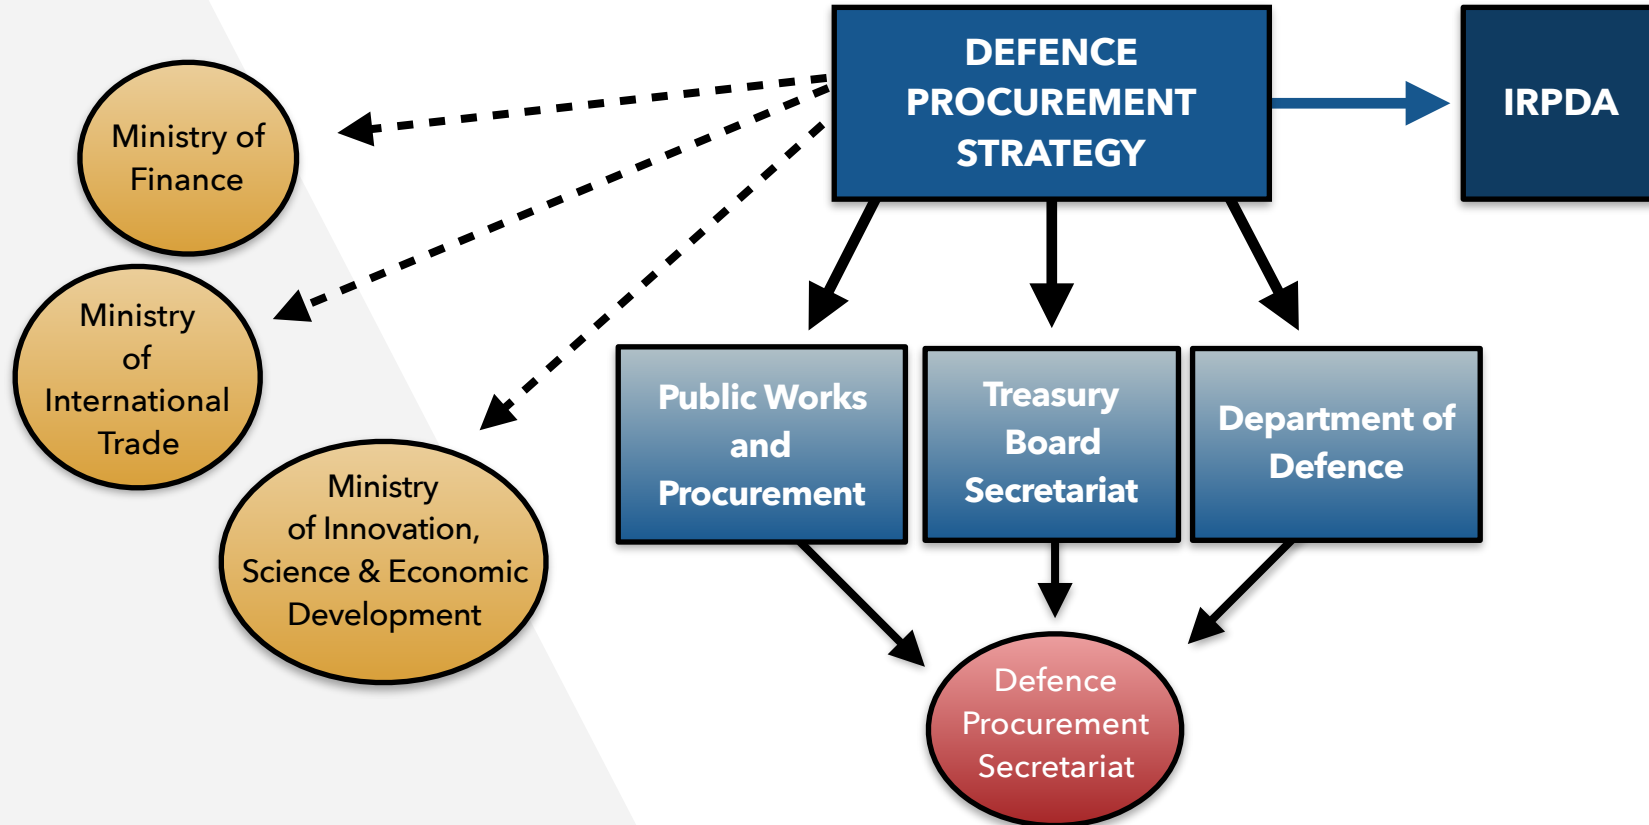 DEFENCE
PROCUREMENT
STRATEGY
IRPDA
Ministry of
Finance
Ministry
of
International
Trade
Ministry
of Innovation,
Science & Economic
Development
Public Works
and
Procurement
Treasury
Board
Secretariat
Department of
Defence
Defence
Procurement
Secretariat